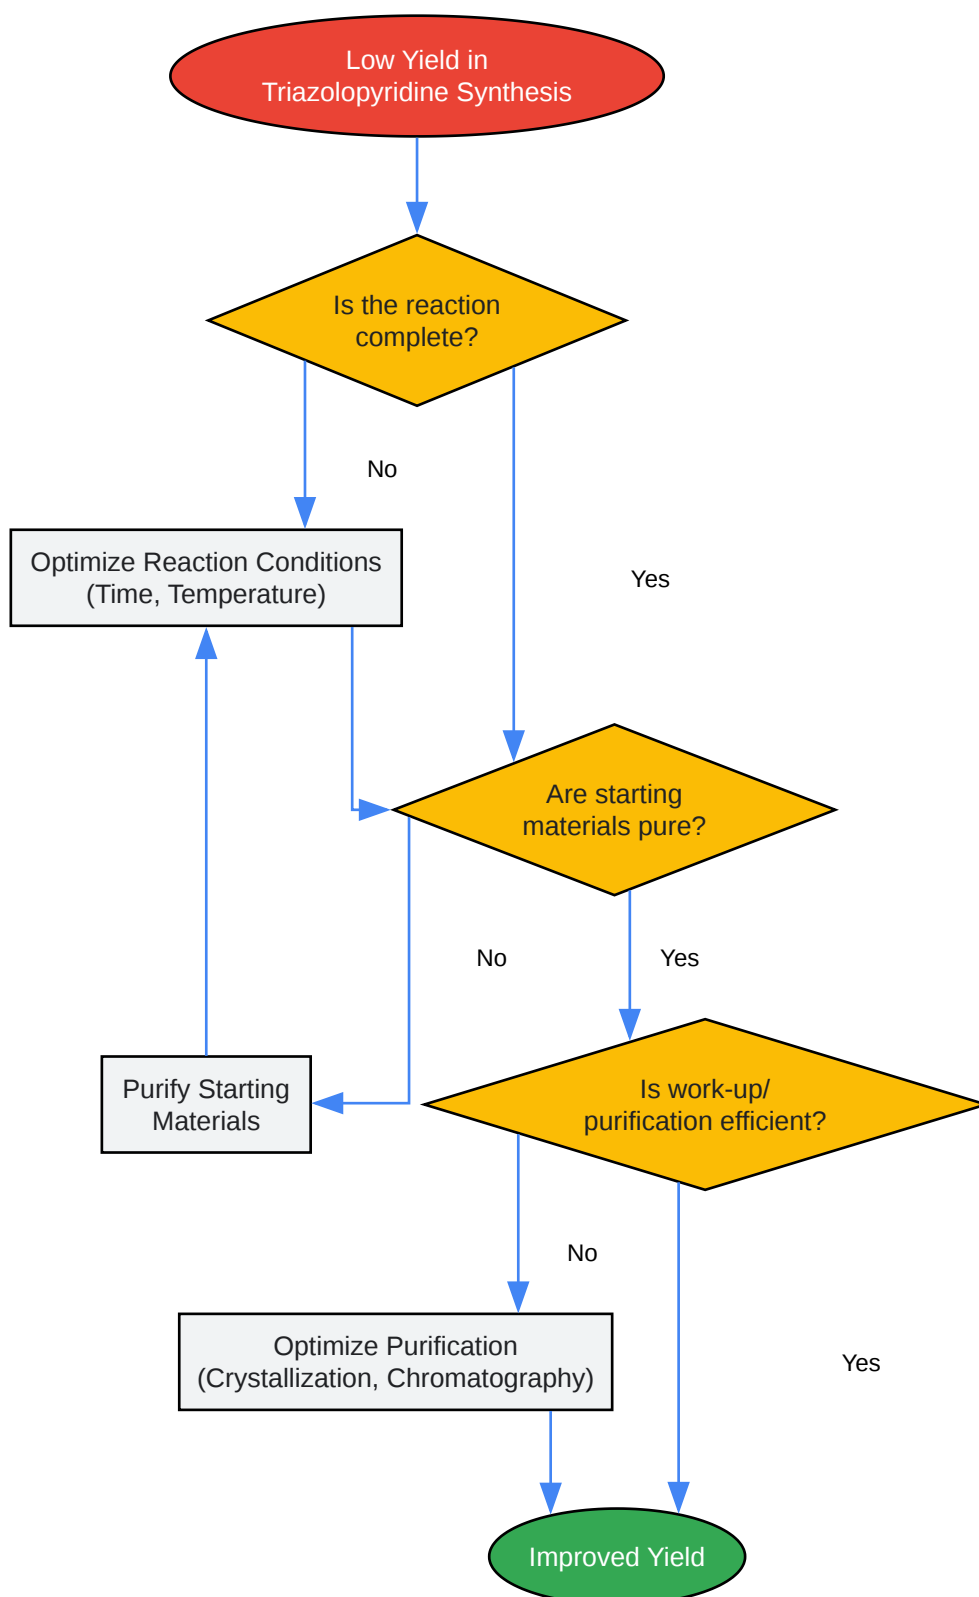 Low Yield in
Triazolopyridine Synthesis
Is the reaction
complete?
No
Optimize Reaction Conditions
(Time, Temperature)
Yes
Are starting
materials pure?
No
Yes
Purify Starting
Materials
Is work-up/
purification efficient?
No
Optimize Purification
(Crystallization, Chromatography)
Yes
Improved Yield